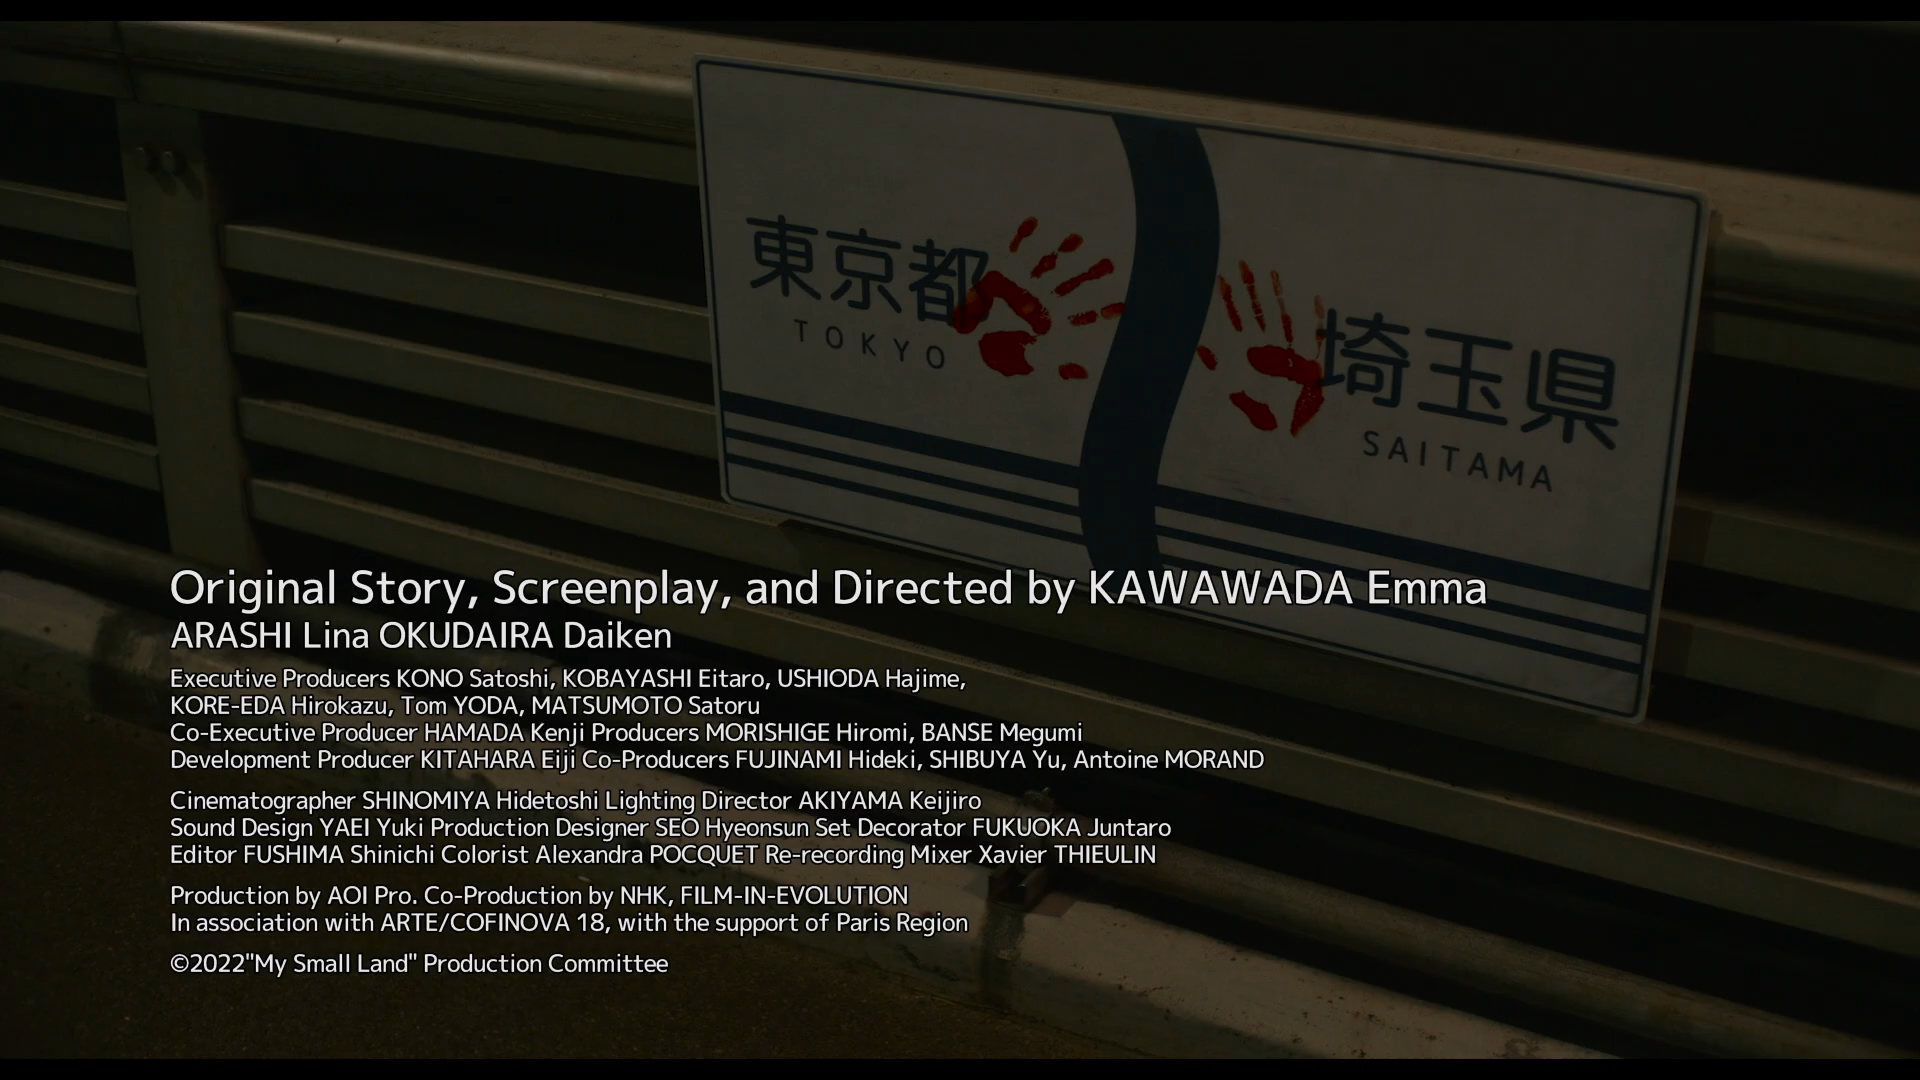 東京都
TOKYO
埼玉県
SAITAMA
Original Story, Screenplay, and Directed by KAWAWADA Emma
ARASHI Lina OKUDAIRA Daiken
Executive Producers KONO Satoshi, KOBAYASHI Eitaro, USHIODA Hajime,
KORE-EDA Hirokazu, Tom YODA, MATSUMOTO Satoru
Co-Executive Producer HAMADA Kenji Producers MORISHIGE Hiromi, BANSE Megumi
Development Producer KITAHARA Eiji Co-Producers FUJINAMI Hideki, SHIBUYA Yu, Antoine MORAND
Cinematographer SHINOMIYA Hidetoshi Lighting Director AKIYAMA Keijiro
Sound Design YAEI Yuki Production Designer SEO Hyeonsun Set Decorator FUKUOKA Juntaro
Editor FUSHIMA Shinichi Colorist Alexandra POCQUET Re-recording Mixer Xavier THIEULIN
Production by AOI Pro. Co-Production by NHK, FILM-IN-EVOLUTION
In association with ARTE/COFINOVA 18, with the support of Paris Region
©2022"My Small Land" Production Committee